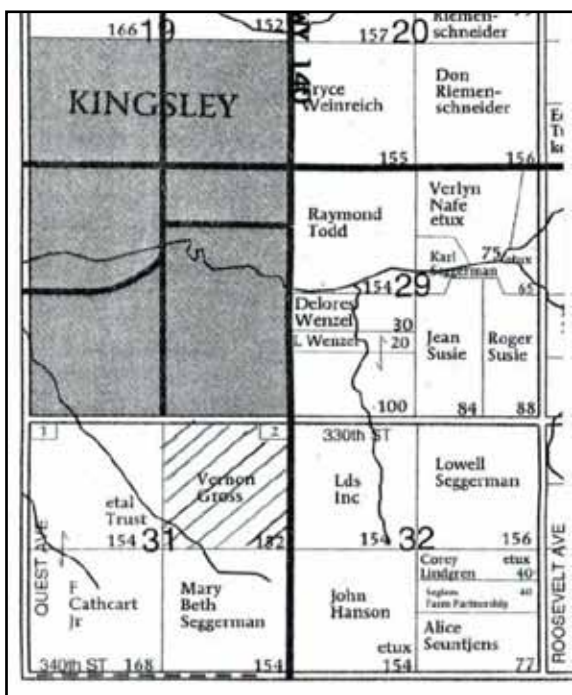 166
19
152
HWY 140
157
20
Riemen-
schneider
KINGSLEY
Bryce
Weinreich
Don
Riemen-
schneider
155
156
Raymond
Todd
Verlyn
Nafe
etux
Karl
Seggerman
75
etux
154
29
65
Delores
Wenzel
30
L Wenzel
20
Jean
Susie
Roger
Susie
100
84
88
1
2
330th ST
Vernon
Gross
Lds
Inc
Lowell
Seggerman
etal
Trust
154
31
152
154
32
156
QUEST AVE
ROOSEVELT AVE
F
Cathcart
Jr
Mary
Beth
Seggerman
John
Hanson
Corey
etux
Lindgren
40
40
Farm Partnership
Alice
Seuntjens
340th ST
168
154
etux
154
77